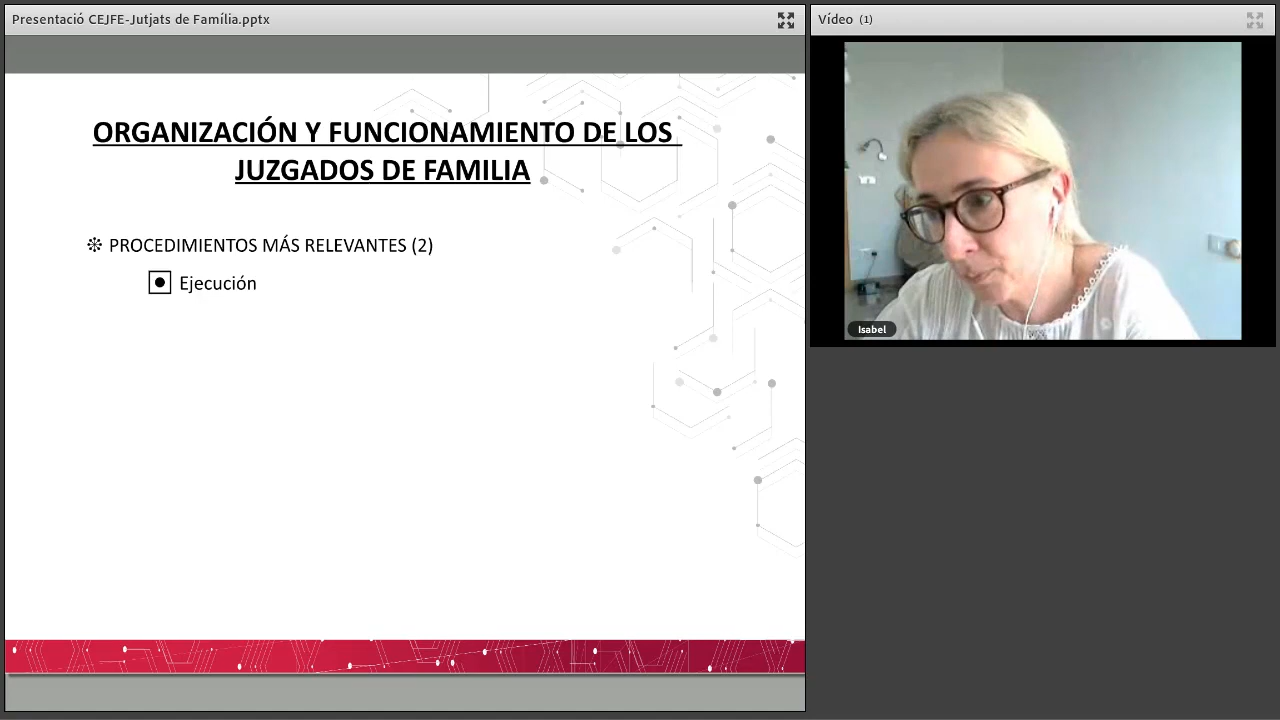 Presentació CEJFE-Jutjats de Família.pptx
Vídeo (1)
ORGANIZACIÓN Y FUNCIONAMIENTO DE LOS
JUZGADOS DE FAMILIA
PROCEDIMIENTOS MÁS RELEVANTES (2)
Ejecución
Isabel